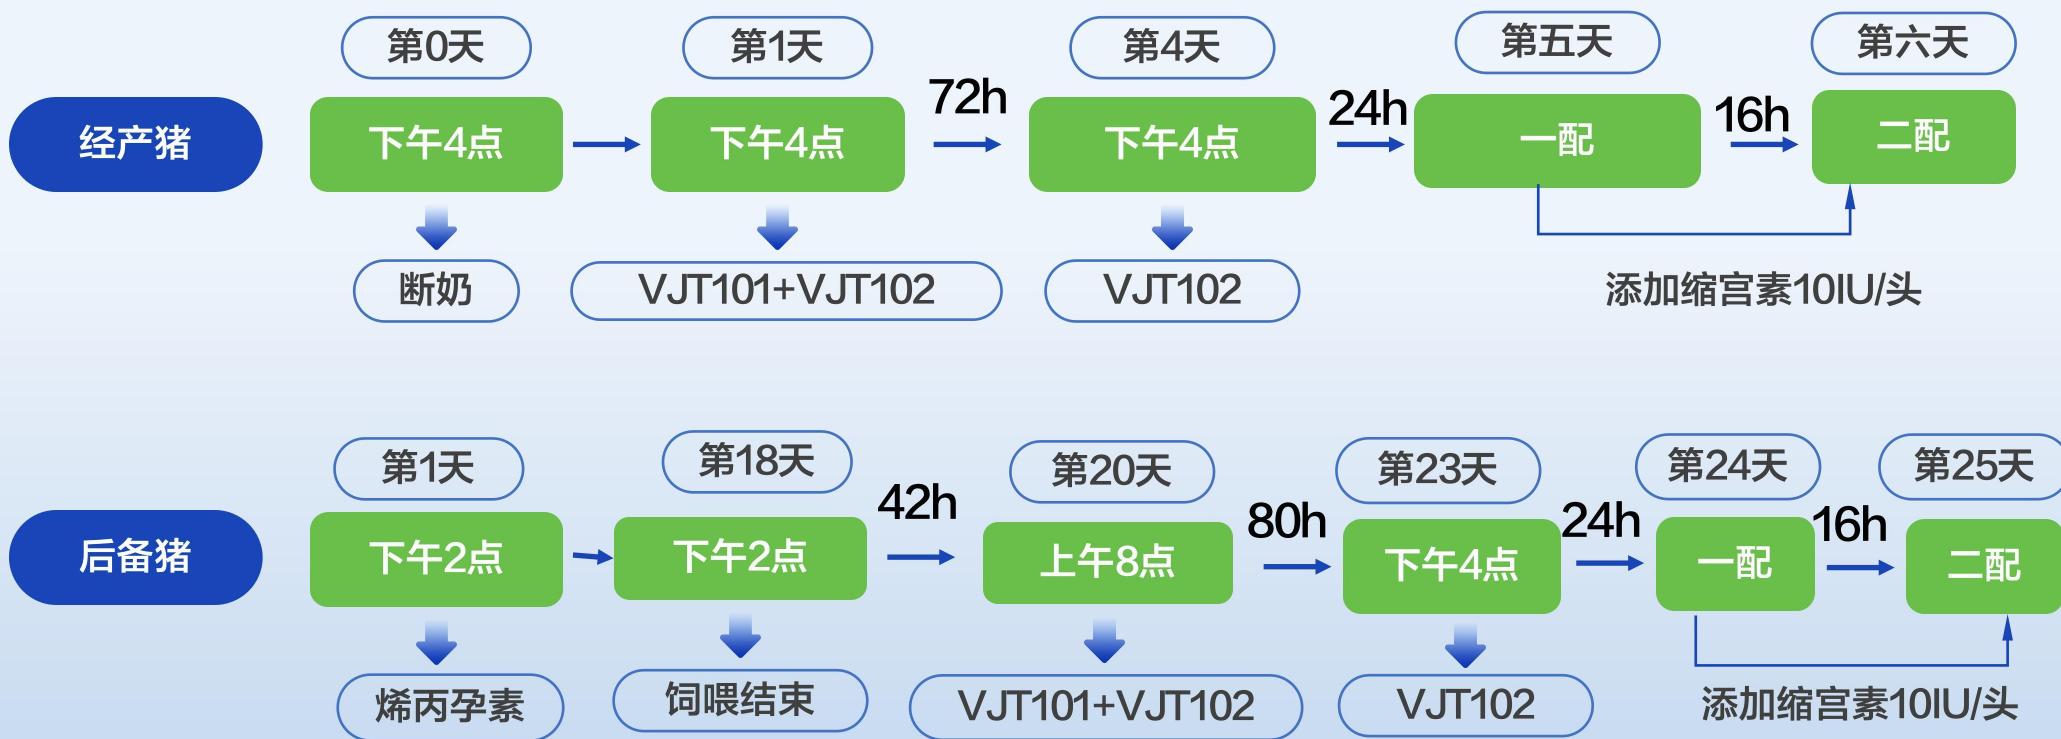 第0天
第1天
第4天
第五天
第六天
经产猪
下午4点
下午4点
72h
下午4点
24h
一配
16h
二配
断奶
VJT101+VJT102
VJT102
添加缩宫素10IU/头
第1天
第18天
第20天
第23天
第24天
第25天
后备猪
下午2点
下午2点
42h
上午8点
80h
下午4点
24h
一配
16h
二配
烯丙孕素
饲喂结束
VJT101+VJT102
VJT102
添加缩宫素10IU/头